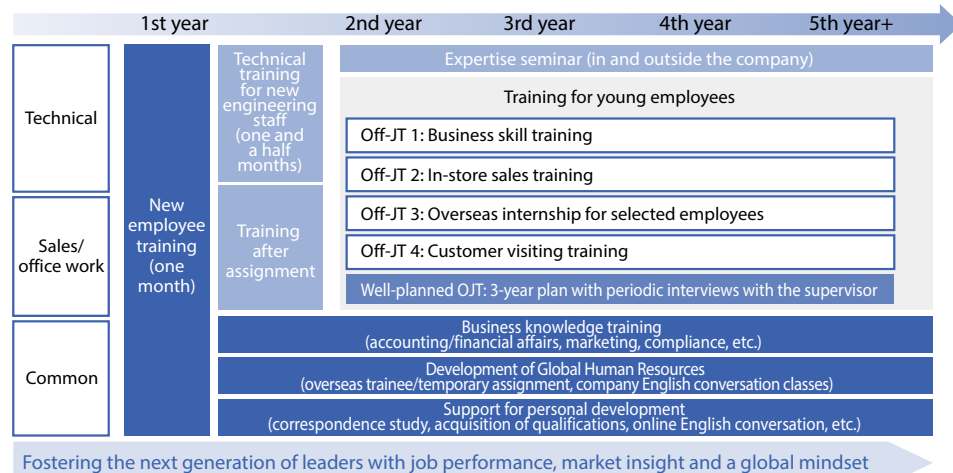 1st year 2nd year 3rd year 4th year 5th year+
Technical
Sales/
office work
Common
New
employee
training
(one
month)
Technical
training
for new
engineering
staff
(one and
a half
months)
Training
after
assignment
Expertise seminar (in and outside the company)
Training for young employees
Off-JT 1: Business skill training
Off-JT 2: In-store sales training
Off-JT 3: Overseas internship for selected employees
Off-JT 4: Customer visiting training
Well-planned OJT: 3-year plan with periodic interviews with the supervisor
Business knowledge training
(accounting/financial affairs, marketing, compliance, etc.)
Development of Global Human Resources
(overseas trainee/temporary assignment, company English conversation classes)
Support for personal development
(correspondence study, acquisition of qualifications, online English conversation, etc.)
Fostering the next generation of leaders with job performance, market insight and a global mindset